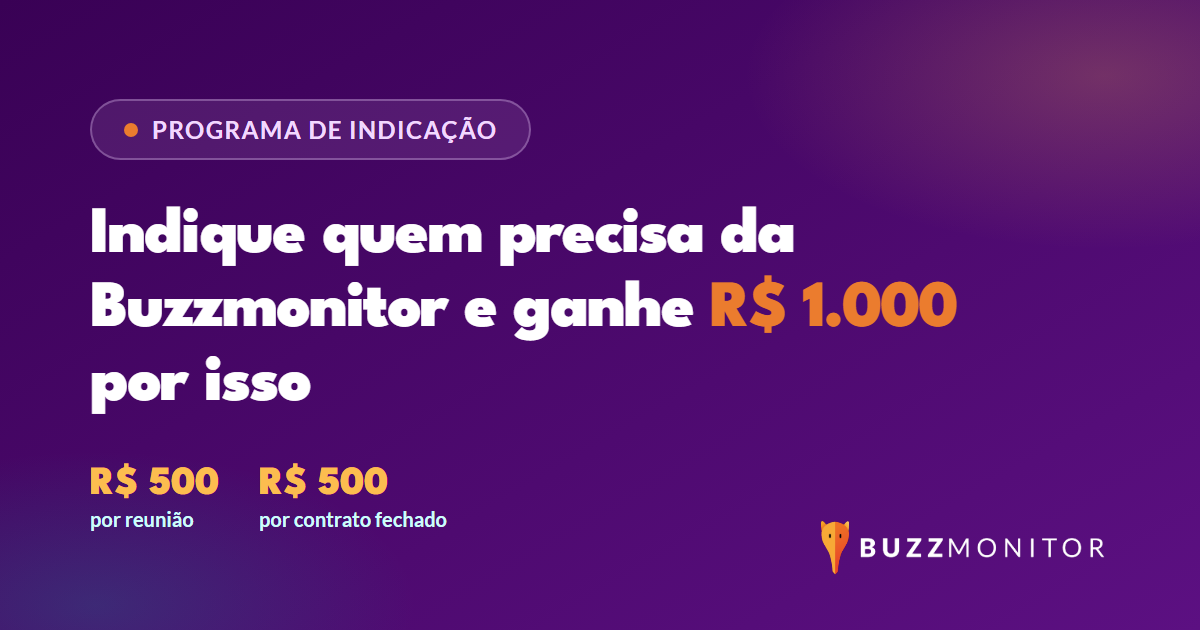 PROGRAMA DE INDICAÇÃO
Indique quem precisa da
Buzzmonitor e ganhe R$ 1.000
por isso
R$ 500 R$ 500
por reunião por contrato fechado
BUZZMONITOR